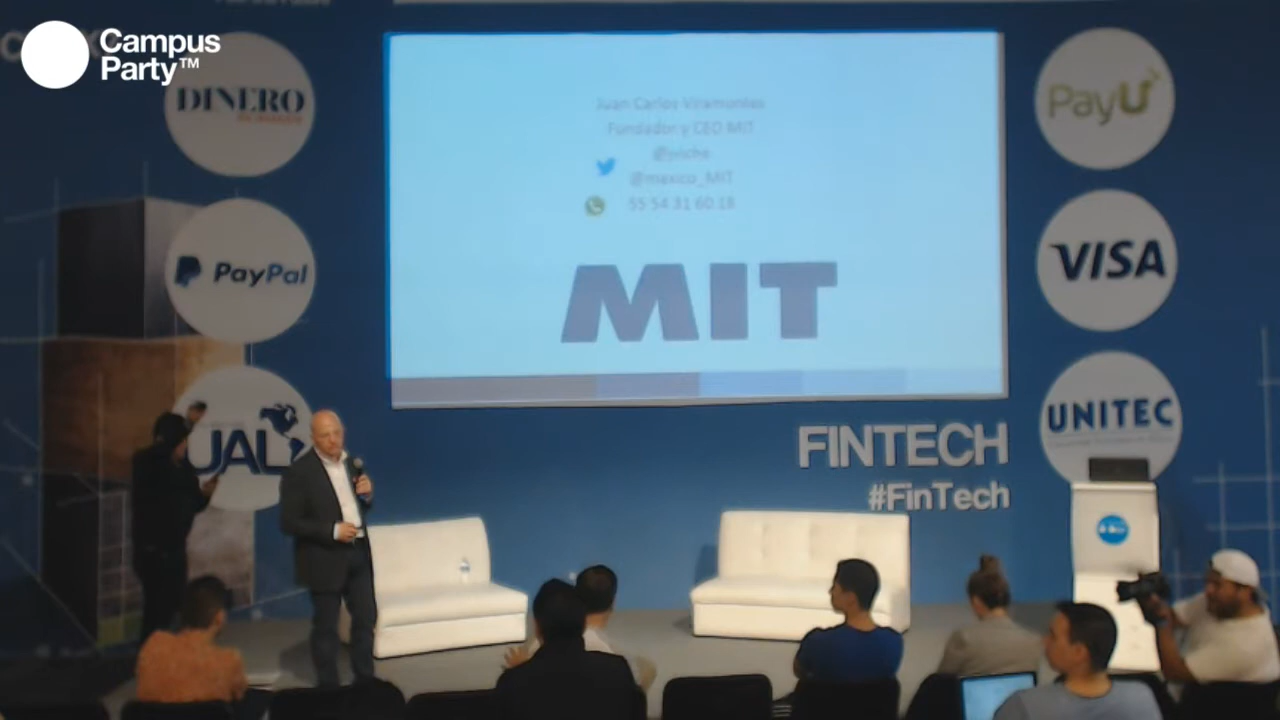 Campus
Party™
DINERO
PayPal
UAL
Juan Carlos Viramontes
Fundador y CEO MIT
@mexico_MIT
55 54 31 60 18
MIT
PayU
VISA
UNITEC
FINTECH
#FinTech